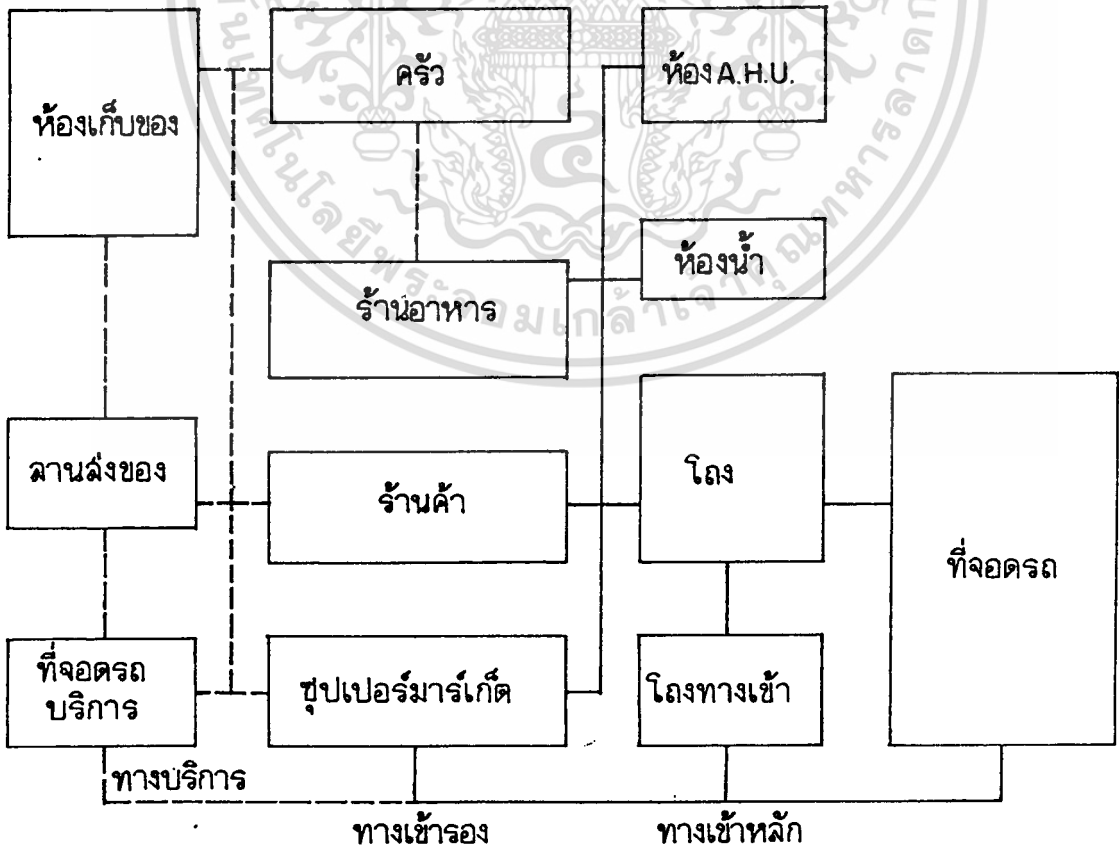 ครัว
ห้อง A.H.U.
ห้องเก็บของ
ห้องน้ำ
ร้านอาหาร
ลานส่งของ
ร้านค้า
โถง
ที่จอดรถ
ที่จอดรถ
บริการ
ซุปเปอร์มาร์เก็ต
โถงทางเข้า
ทางบริการ
ทางเข้ารอง
ทางเข้าหลัก